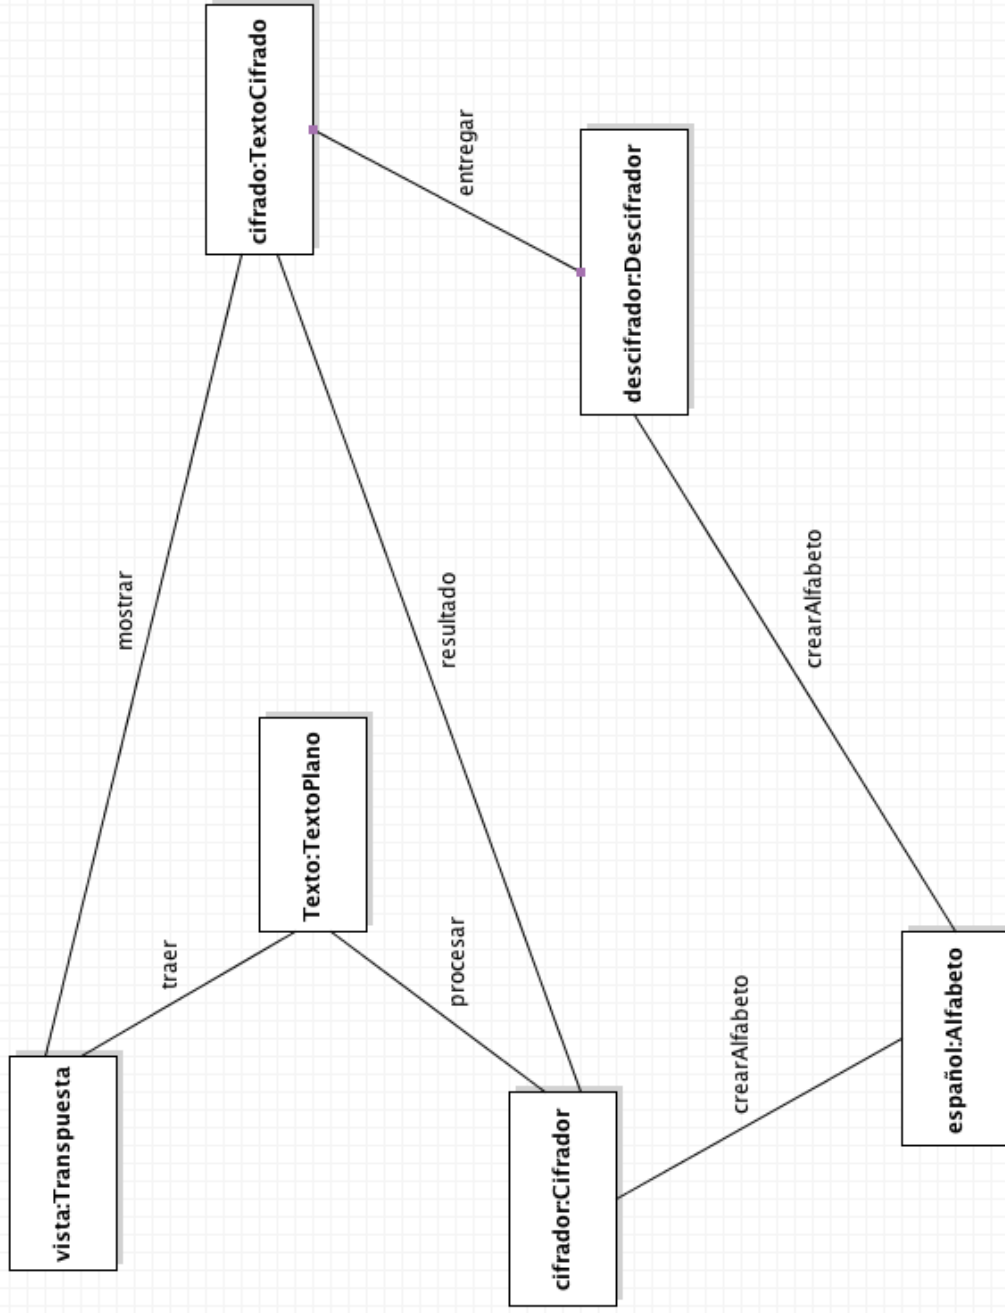 vista:Transpuesta
mostrar
cifrado:TextoCifrado
traer
Texto:TextoPlano
entregar
procesar
resultado
cifrador:Cifrador
descifrador:Descifrador
crearAlfabeto
crearAlfabeto
español:Alfabeto